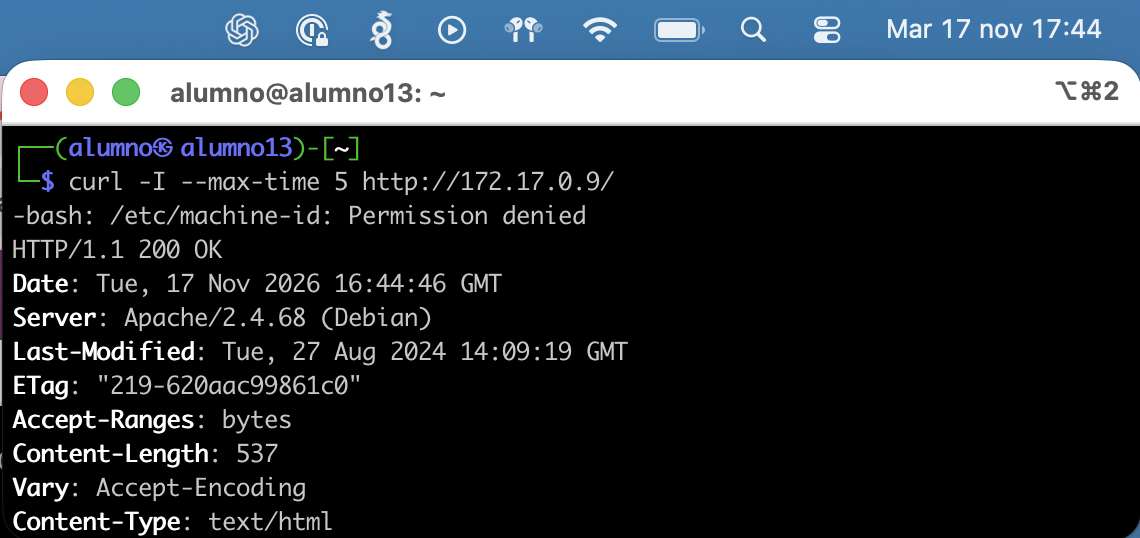 Mar 17 nov 17:44
alumno@alumno13: ~ ⌥⌘2
┌──(alumno㉿ alumno13)-[~]
└─$ curl -I --max-time 5 http://172.17.0.9/
-bash: /etc/machine-id: Permission denied
HTTP/1.1 200 OK
Date: Tue, 17 Nov 2026 16:44:46 GMT
Server: Apache/2.4.68 (Debian)
Last-Modified: Tue, 27 Aug 2024 14:09:19 GMT
ETag: "219-620aac99861c0"
Accept-Ranges: bytes
Content-Length: 537
Vary: Accept-Encoding
Content-Type: text/html